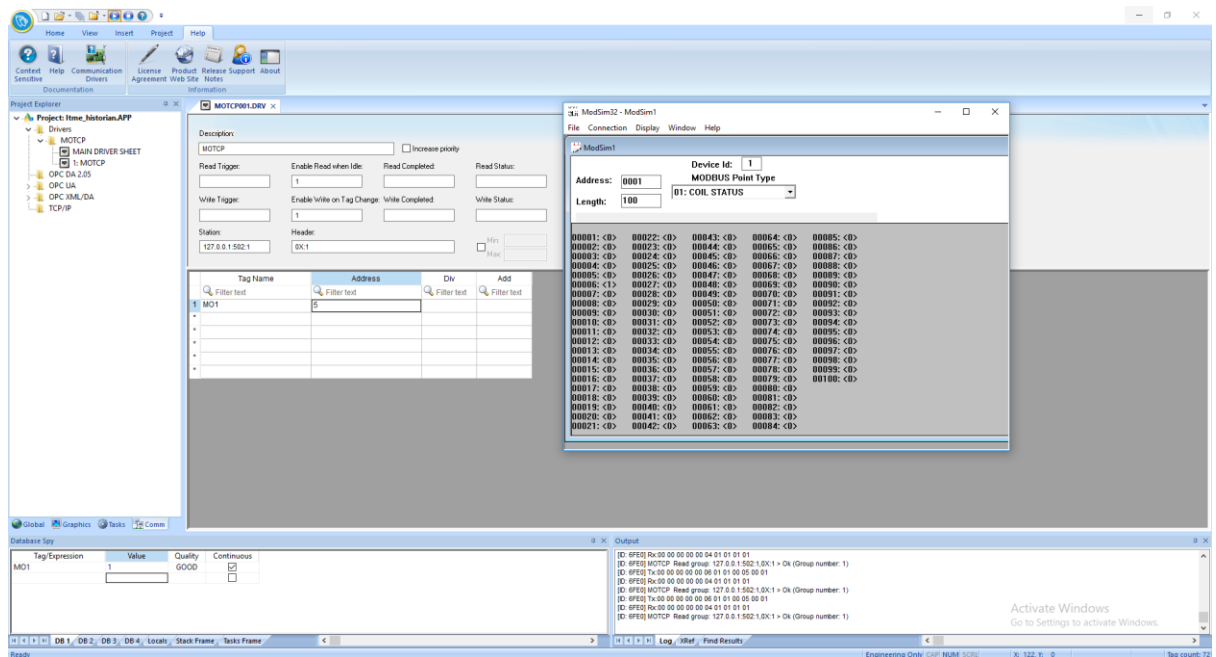 Home View Insert Project Help
Context Sensitive Help Communication Drivers License Agreement Product Web Site Release Notes Support About
Documentation Information
Project Explorer
Project: Itme_historian.APP
Drivers
MOTCP
MAIN DRIVER SHEET
1: MOTCP
OPC DA 2.05
OPC UA
OPC XML/DA
TCP/IP
Global Graphics Tasks Comm
MOTCP001.DRV
Description:
MOTCP Increase priority
Read Trigger: Enable Read when Idle: Read Completed: Read Status:
1
Write Trigger: Enable Write on Tag Change: Write Completed: Write Status:
1
Station: Header:
127.0.0.1:502:1 0X:1 Min: Max:
Tag Name Address Div Add
Filter text Filter text Filter text Filter text
1 MO1 5
ModSim32 - ModSim1
File Connection Display Window Help
ModSim1
Device Id: 1
Address: 0001 MODBUS Point Type
Length: 100 01: COIL STATUS
00001: <0> 00022: <0> 00043: <0> 00064: <0> 00085: <0>
00002: <0> 00023: <0> 00044: <0> 00065: <0> 00086: <0>
00003: <0> 00024: <0> 00045: <0> 00066: <0> 00087: <0>
00004: <0> 00025: <0> 00046: <0> 00067: <0> 00088: <0>
00005: <0> 00026: <0> 00047: <0> 00068: <0> 00089: <0>
00006: <1> 00027: <0> 00048: <0> 00069: <0> 00090: <0>
00007: <0> 00028: <0> 00049: <0> 00070: <0> 00091: <0>
00008: <0> 00029: <0> 00050: <0> 00071: <0> 00092: <0>
00009: <0> 00030: <0> 00051: <0> 00072: <0> 00093: <0>
00010: <0> 00031: <0> 00052: <0> 00073: <0> 00094: <0>
00011: <0> 00032: <0> 00053: <0> 00074: <0> 00095: <0>
00012: <0> 00033: <0> 00054: <0> 00075: <0> 00096: <0>
00013: <0> 00034: <0> 00055: <0> 00076: <0> 00097: <0>
00014: <0> 00035: <0> 00056: <0> 00077: <0> 00098: <0>
00015: <0> 00036: <0> 00057: <0> 00078: <0> 00099: <0>
00016: <0> 00037: <0> 00058: <0> 00079: <0> 00100: <0>
00017: <0> 00038: <0> 00059: <0> 00080: <0>
00018: <0> 00039: <0> 00060: <0> 00081: <0>
00019: <0> 00040: <0> 00061: <0> 00082: <0>
00020: <0> 00041: <0> 00062: <0> 00083: <0>
00021: <0> 00042: <0> 00063: <0> 00084: <0>
Database Spy
Tag/Expression Value Quality Continuous
MO1 1 GOOD
DB 1 DB 2 DB 3 DB 4 Locals Stack Frame Tasks Frame
Output
[ID: 6FE0] Rx:00 00 00 00 00 04 01 01 01 01
[ID: 6FE0] MOTCP Read group: 127.0.0.1:502:1,0X:1 > Ok (Group number: 1)
[ID: 6FE0] Tx:00 00 00 00 00 06 01 01 00 05 00 01
[ID: 6FE0] Rx:00 00 00 00 00 04 01 01 01 01
[ID: 6FE0] MOTCP Read group: 127.0.0.1:502:1,0X:1 > Ok (Group number: 1)
[ID: 6FE0] Tx:00 00 00 00 00 06 01 01 00 05 00 01
[ID: 6FE0] Rx:00 00 00 00 00 04 01 01 01 01
[ID: 6FE0] MOTCP Read group: 127.0.0.1:502:1,0X:1 > Ok (Group number: 1)
Log XRef Find Results
Activate Windows
Go to Settings to activate Windows.
Ready Engineering Only CAP NUM SCRL X: 122, Y: 0 Tag count: 72